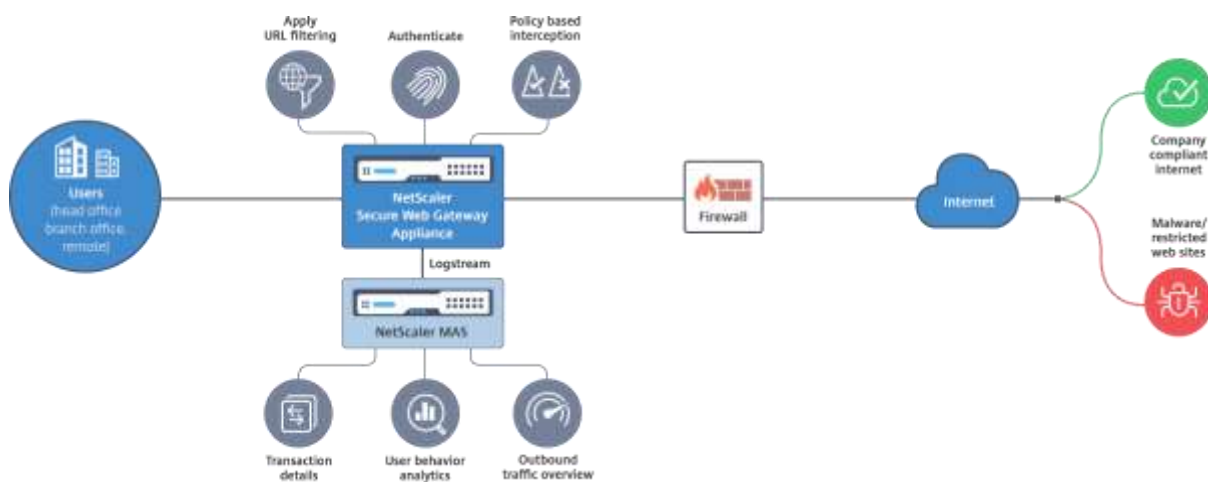 Apply
URL filtering
Authenticate
Policy based
interception
Users
(head office
branch office,
remote)
NetScaler
Secure Web Gateway
Appliance
Logstream
NetScaler MAS
Transaction
details
User behavior
analytics
Outbound
traffic overview
Firewall
Internet
Company
compliant
internet
Malware/
restricted
web sites